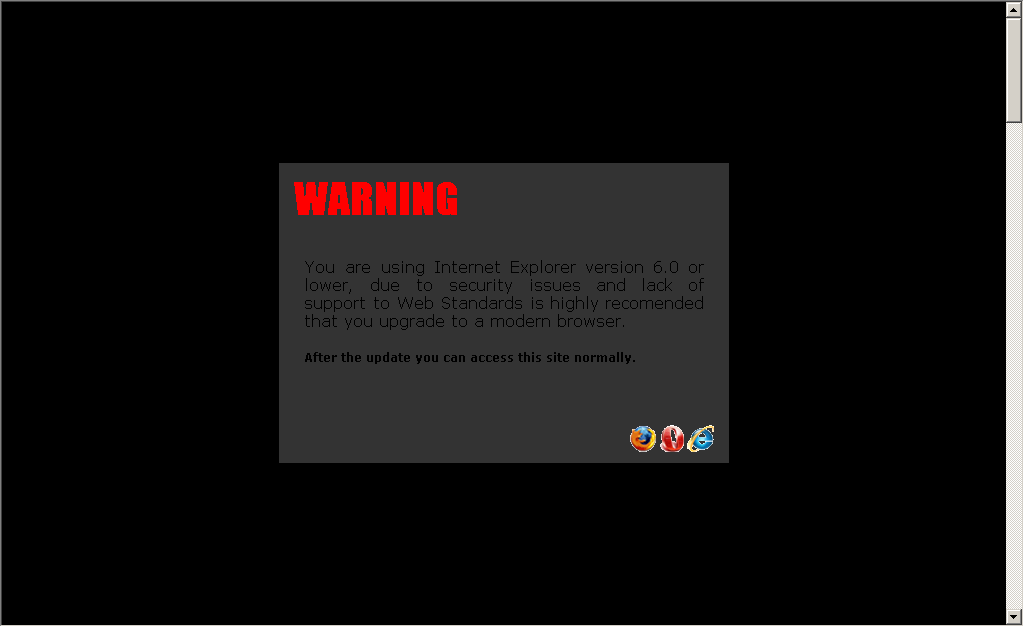 WARNING
You are using Internet Explorer version 6.0 or
lower, due to security issues and lack of
support to Web Standards is highly recomended
that you upgrade to a modern browser.
After the update you can access this site normally.